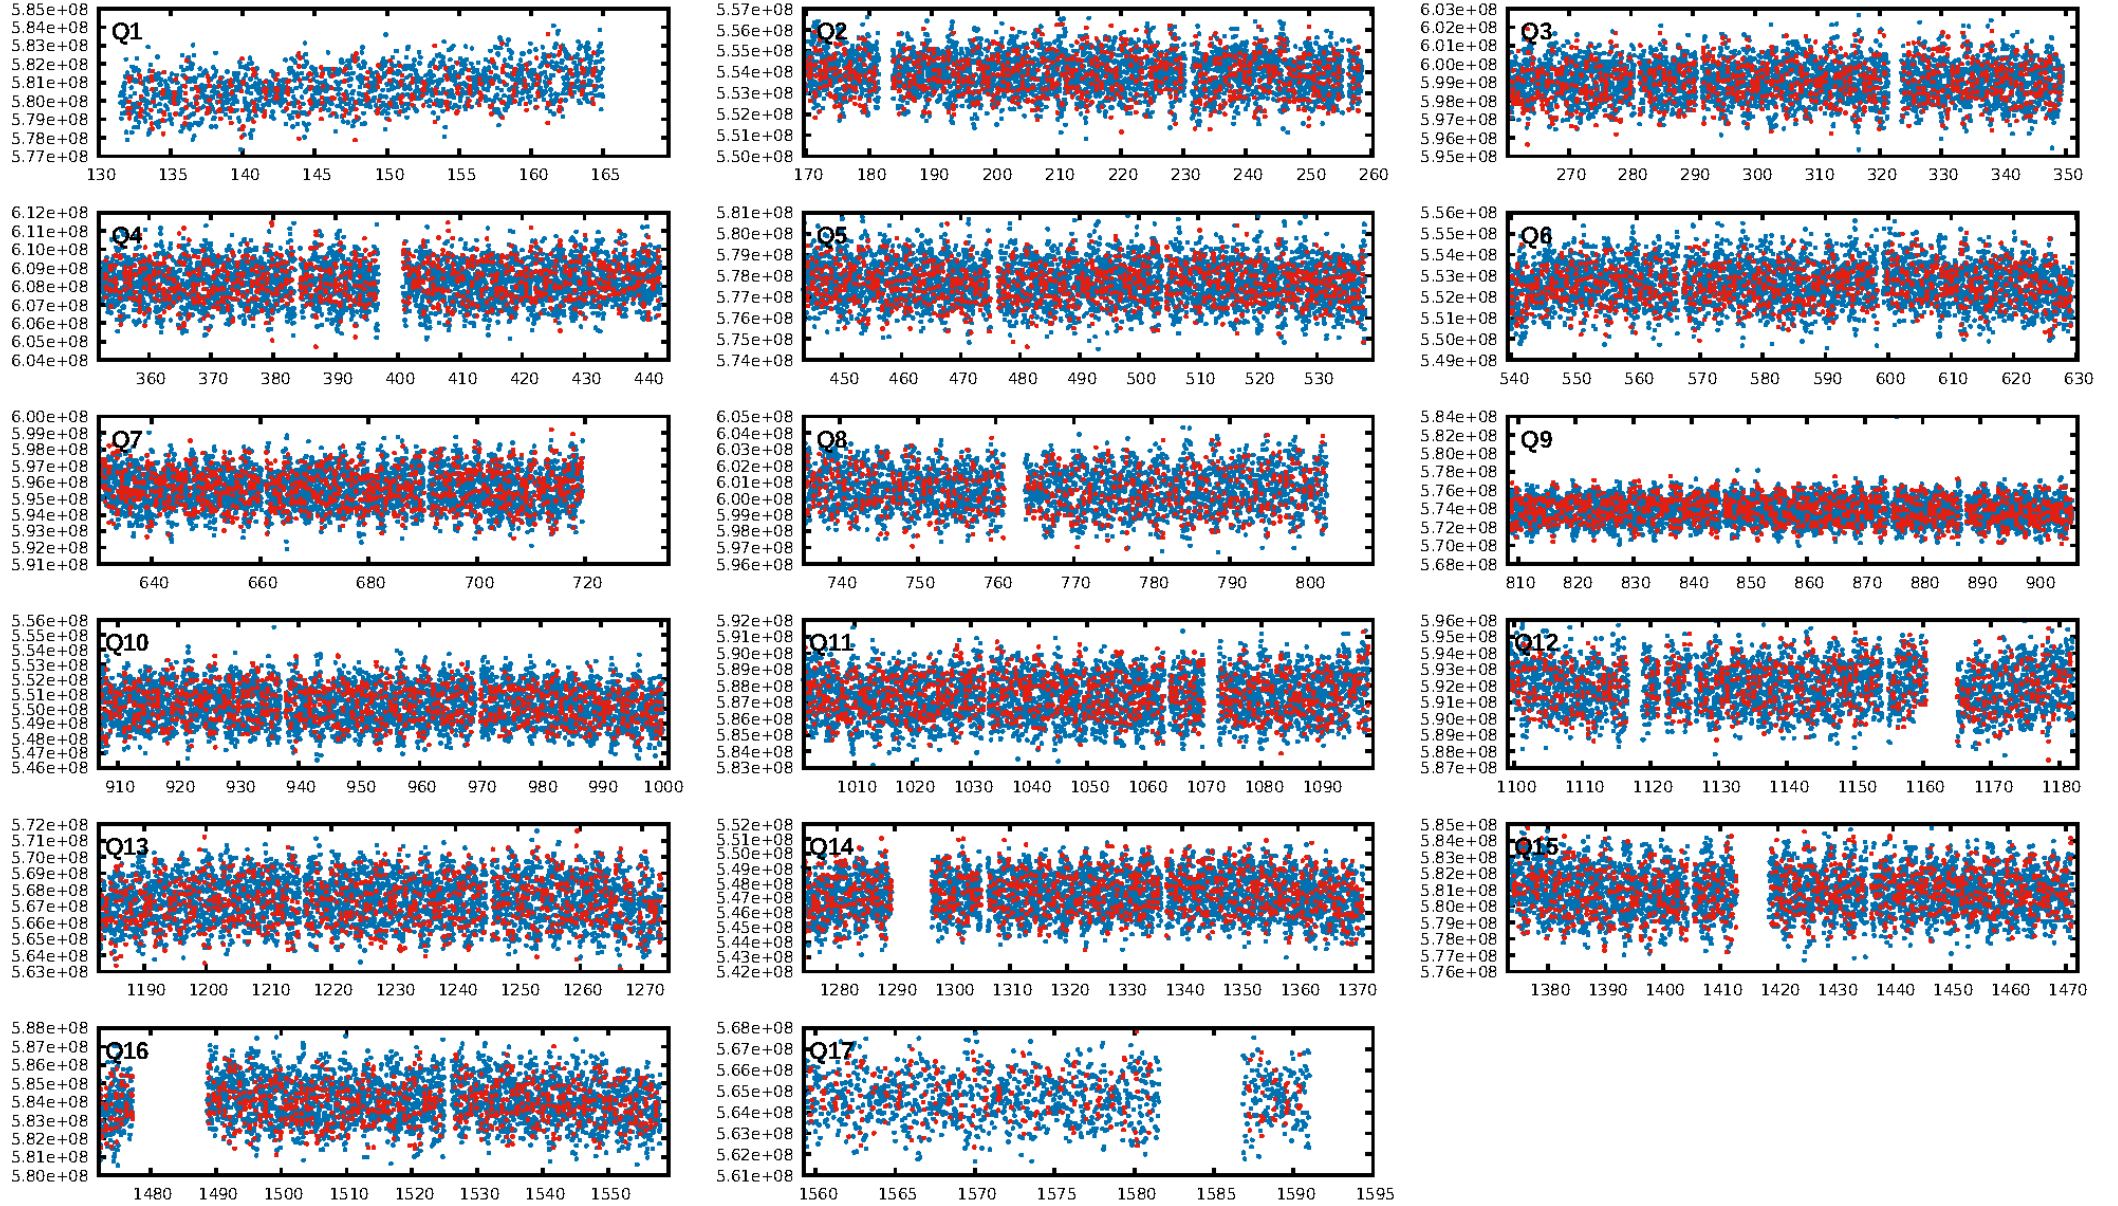 5.85e+08
5.84e+08
5.83e+08
5.82e+08
5.81e+08
5.80e+08
5.79e+08
5.78e+08
5.77e+08
Q1
130 135 140 145 150 155 160 165
5.57e+08
5.56e+08
5.55e+08
5.54e+08
5.53e+08
5.52e+08
5.51e+08
5.50e+08
Q2
170 180 190 200 210 220 230 240 250 260
6.03e+08
6.01e+08
6.01e+08
6.00e+08
5.99e+08
5.98e+08
5.97e+08
5.96e+08
5.95e+08
Q3
270 280 290 300 310 320 330 340 350
6.12e+08
6.11e+08
6.10e+08
6.09e+08
6.08e+08
6.07e+08
6.06e+08
6.05e+08
6.04e+08
Q4
360 370 380 390 400 410 420 430 440
5.81e+08
5.80e+08
5.79e+08
5.78e+08
5.77e+08
5.76e+08
5.75e+08
5.74e+08
Q5
450 460 470 480 490 500 510 520 530
5.56e+08
5.55e+08
5.54e+08
5.53e+08
5.52e+08
5.51e+08
5.50e+08
5.49e+08
Q6
540 550 560 570 580 590 600 610 620 630
6.00e+08
5.99e+08
5.98e+08
5.97e+08
5.96e+08
5.95e+08
5.94e+08
5.93e+08
5.92e+08
5.91e+08
Q7
640 660 680 700 720
6.05e+08
6.04e+08
6.03e+08
6.02e+08
6.01e+08
6.00e+08
5.99e+08
5.98e+08
5.97e+08
5.96e+08
Q8
740 750 760 770 780 790 800
5.84e+08
5.82e+08
5.80e+08
5.78e+08
5.76e+08
5.74e+08
5.72e+08
5.70e+08
5.68e+08
Q9
810 820 830 840 850 860 870 880 890 900
5.56e+08
5.55e+08
5.54e+08
5.53e+08
5.52e+08
5.51e+08
5.50e+08
5.49e+08
5.48e+08
5.47e+08
5.46e+08
Q10
910 920 930 940 950 960 970 980 990 1000
5.92e+08
5.91e+08
5.90e+08
5.89e+08
5.88e+08
5.87e+08
5.86e+08
5.85e+08
5.84e+08
5.83e+08
Q11
1010 1020 1030 1040 1050 1060 1070 1080 1090
5.96e+08
5.95e+08
5.94e+08
5.93e+08
5.92e+08
5.91e+08
5.90e+08
5.89e+08
5.88e+08
5.87e+08
Q12
1100 1110 1120 1130 1140 1150 1160 1170 1180
5.72e+08
5.71e+08
5.70e+08
5.69e+08
5.68e+08
5.67e+08
5.66e+08
5.65e+08
5.64e+08
5.63e+08
Q13
1190 1200 1210 1220 1230 1240 1250 1260 1270
5.52e+08
5.51e+08
5.50e+08
5.49e+08
5.48e+08
5.47e+08
5.46e+08
5.45e+08
5.44e+08
5.43e+08
5.42e+08
Q14
1280 1290 1300 1310 1320 1330 1340 1350 1360 1370
5.85e+08
5.84e+08
5.83e+08
5.82e+08
5.81e+08
5.80e+08
5.79e+08
5.78e+08
5.77e+08
5.76e+08
Q15
1380 1390 1400 1410 1420 1430 1440 1450 1460 1470
5.88e+08
5.87e+08
5.86e+08
5.85e+08
5.84e+08
5.83e+08
5.82e+08
5.81e+08
5.80e+08
Q16
1480 1490 1500 1510 1520 1530 1540 1550
5.68e+08
5.67e+08
5.66e+08
5.65e+08
5.64e+08
5.63e+08
5.62e+08
5.61e+08
Q17
1560 1565 1570 1575 1580 1585 1590 1595